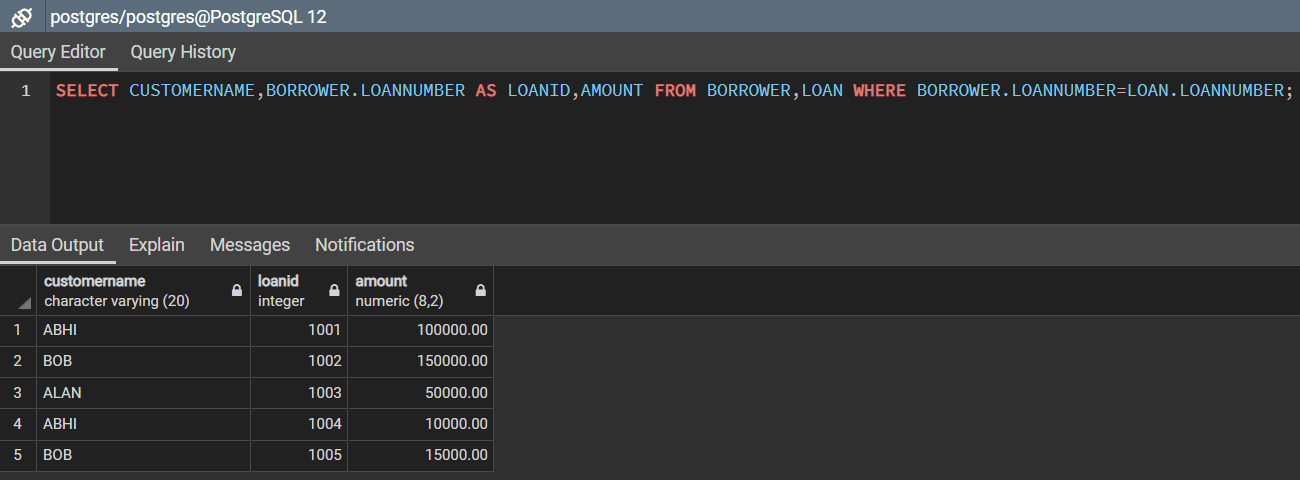 postgres/postgres@PostgreSQL 12
Query Editor Query History
1 SELECT CUSTOMERNAME,BORROWER.LOANNUMBER AS LOANID,AMOUNT FROM BORROWER,LOAN WHERE BORROWER.LOANNUMBER=LOAN.LOANNUMBER;
Data Output Explain Messages Notifications
customername loanid amount
character varying (20) integer numeric (8,2)
1 ABHI 1001 100000.00
2 BOB 1002 150000.00
3 ALAN 1003 50000.00
4 ABHI 1004 10000.00
5 BOB 1005 15000.00